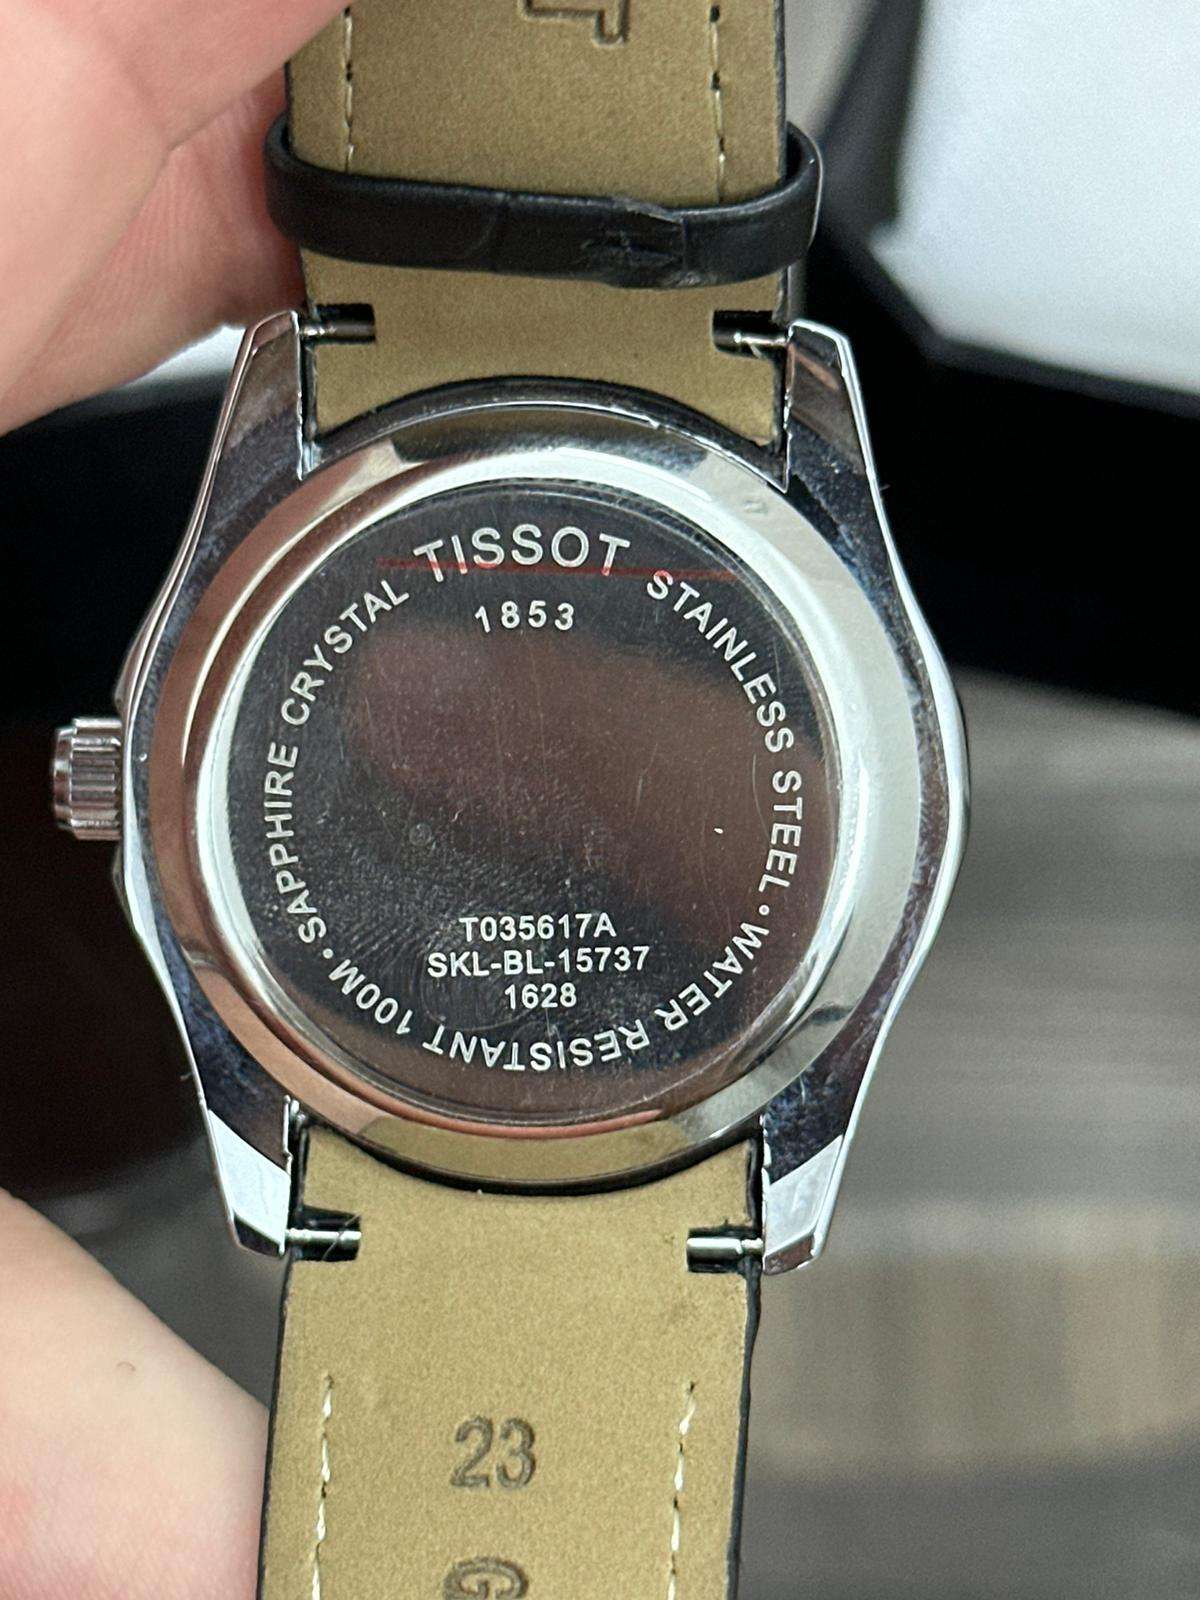 TISSOT
1853
STAINLESS STEEL • WATER RESISTANT 100M • SAPPHIRE CRYSTAL
T035617A
SKL-BL-15737
1628
23
G